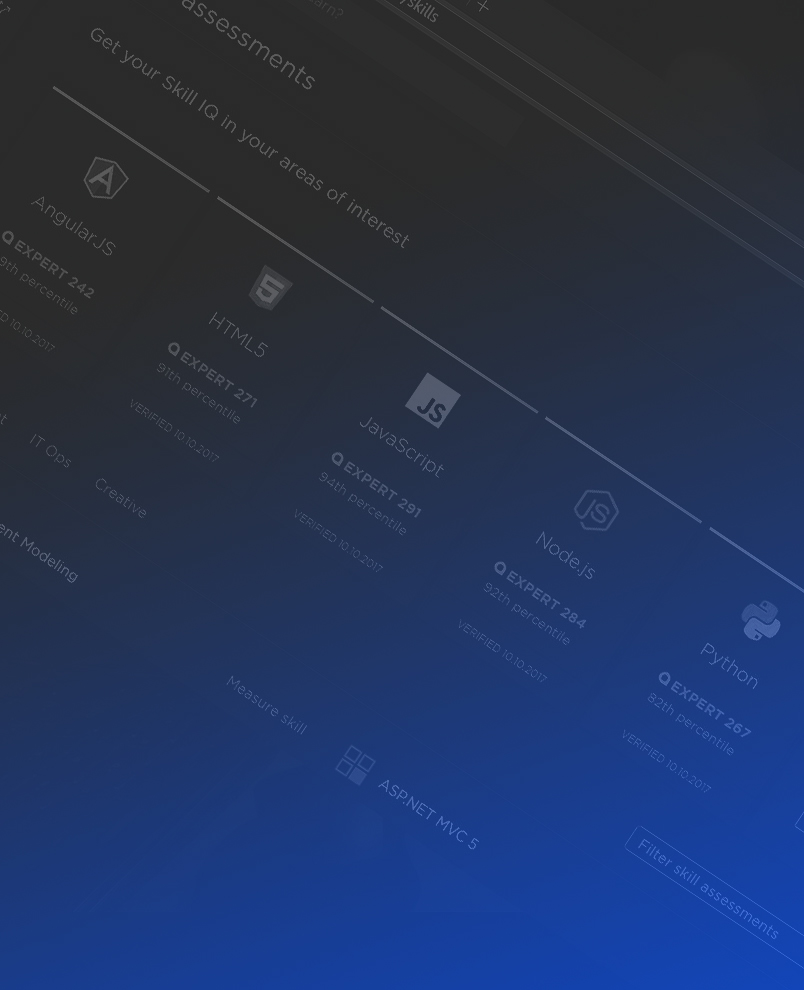 skills
assessments
Get your Skill IQ in your areas of interest
AngularJS
EXPERT 242
9th percentile
10.10.2017
HTML5
EXPERT 271
91th percentile
VERIFIED 10.10.2017
JS
JavaScript
EXPERT 291
94th percentile
VERIFIED 10.10.2017
Node.js
EXPERT 284
92th percentile
VERIFIED 10.10.2017
Python
EXPERT 267
82th percentile
VERIFIED 10.10.2017
IT Ops
Creative
ent Modeling
Measure skill
ASP.NET MVC 5
Filter skill assessments